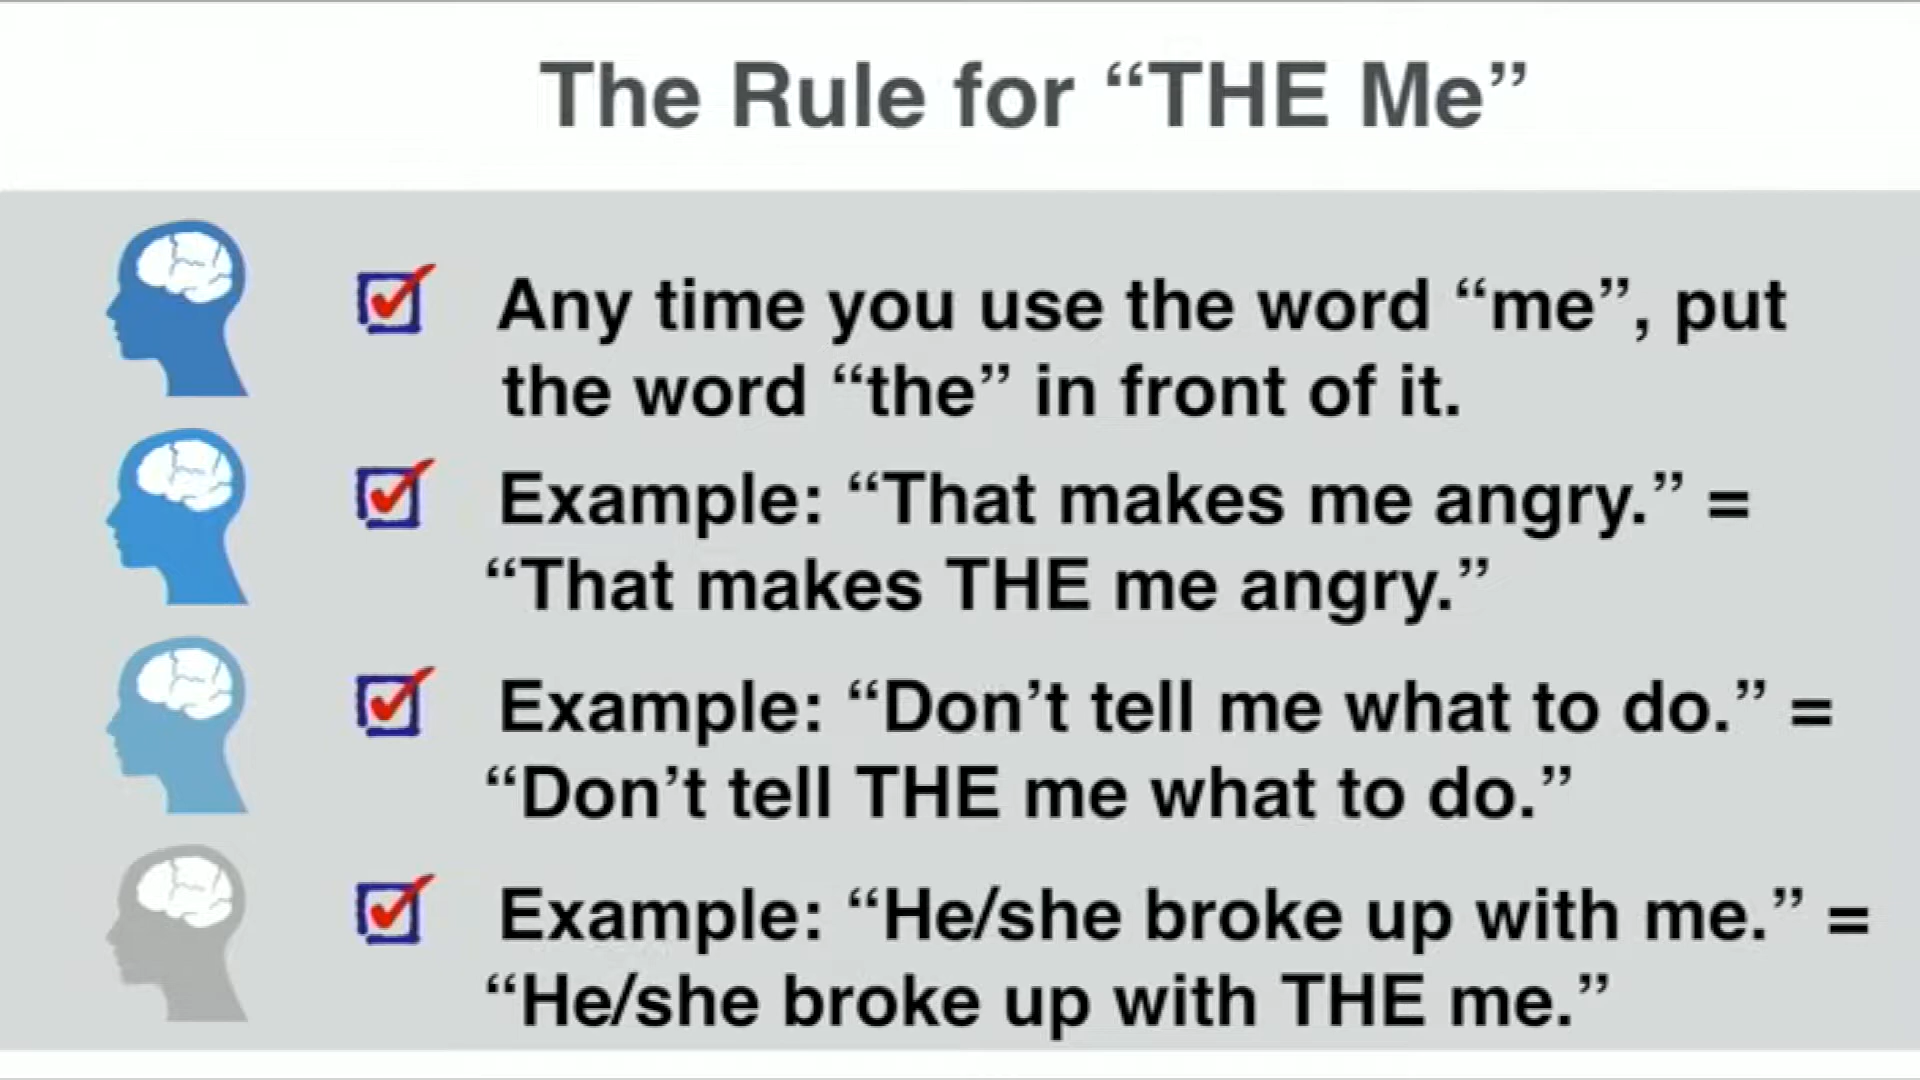 The Rule for “THE Me”
Any time you use the word “me”, put
the word “the” in front of it.
Example: “That makes me angry.” =
“That makes THE me angry.”
Example: “Don’t tell me what to do.” =
“Don’t tell THE me what to do.”
Example: “He/she broke up with me.” =
“He/she broke up with THE me.”